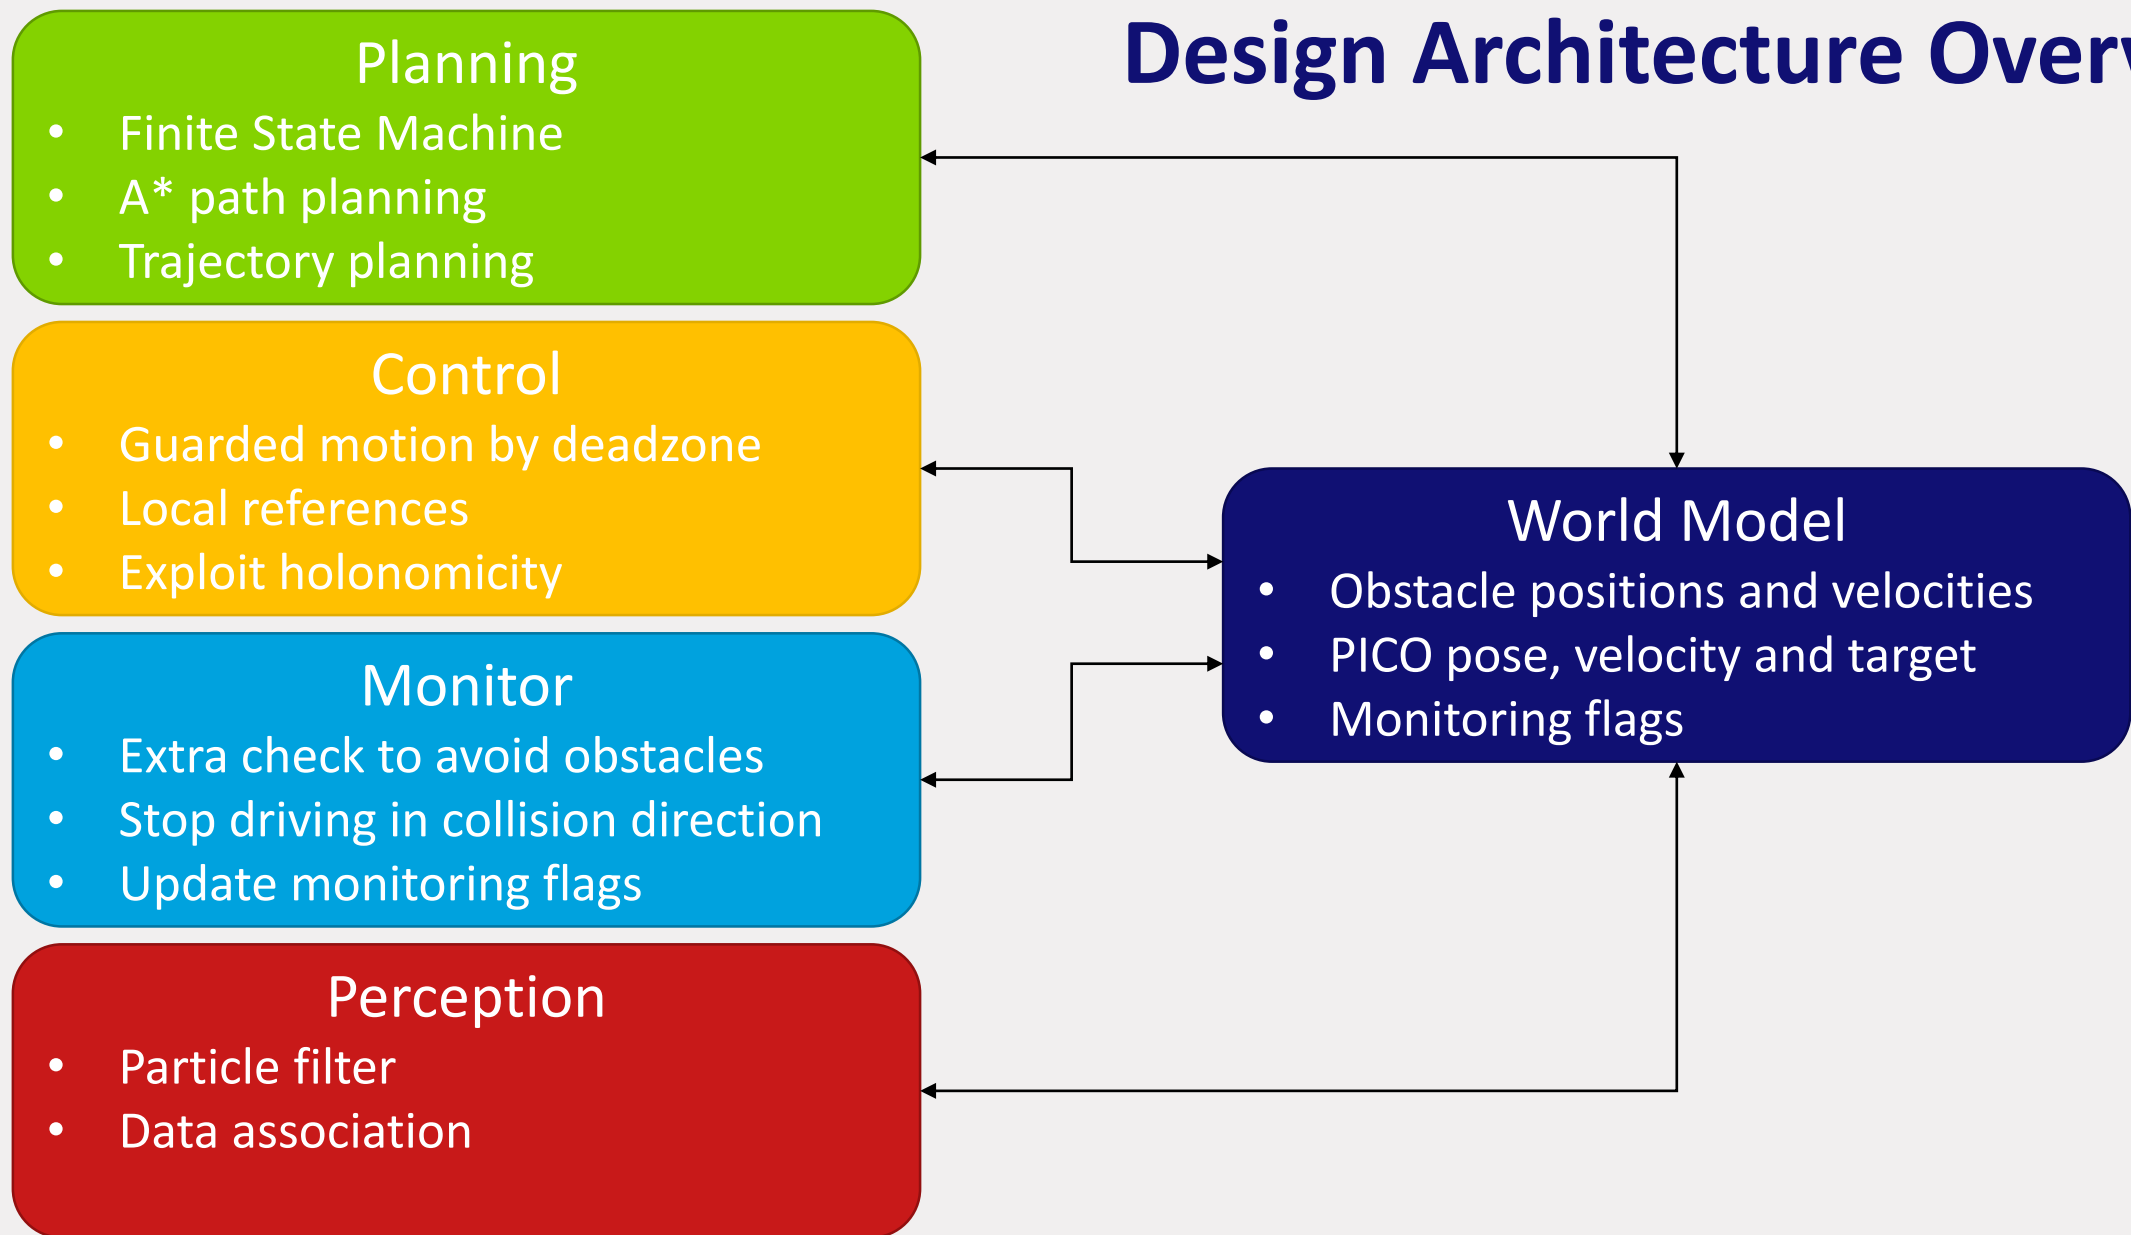 Design Architecture Over
Planning
• Finite State Machine
• A* path planning
• Trajectory planning
Control
• Guarded motion by deadzone
• Local references
• Exploit holonomicity
Monitor
• Extra check to avoid obstacles
• Stop driving in collision direction
• Update monitoring flags
Perception
• Particle filter
• Data association
World Model
• Obstacle positions and velocities
• PICO pose, velocity and target
• Monitoring flags